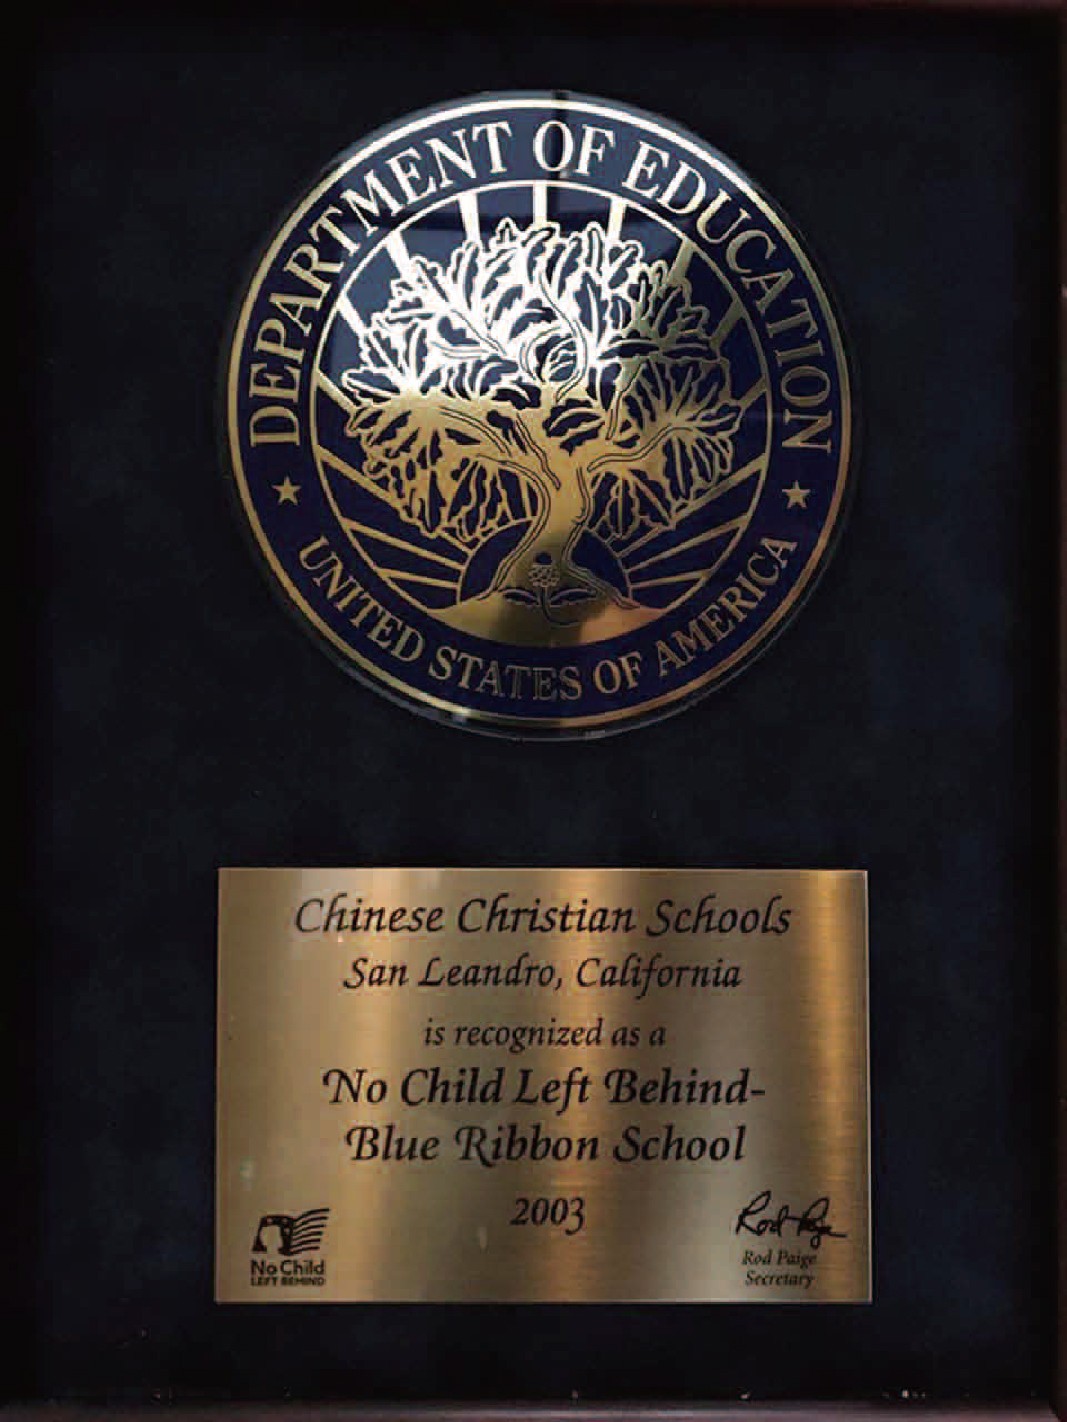 DEPARTMENT OF EDUCATION
UNITED STATES OF AMERICA
Chinese Christian Schools
San Leandro, California
is recognized as a
No Child Left Behind-
Blue Ribbon School
2003
No Child
LEFT BEHIND
Rod Paige
Rod Paige
Secretary